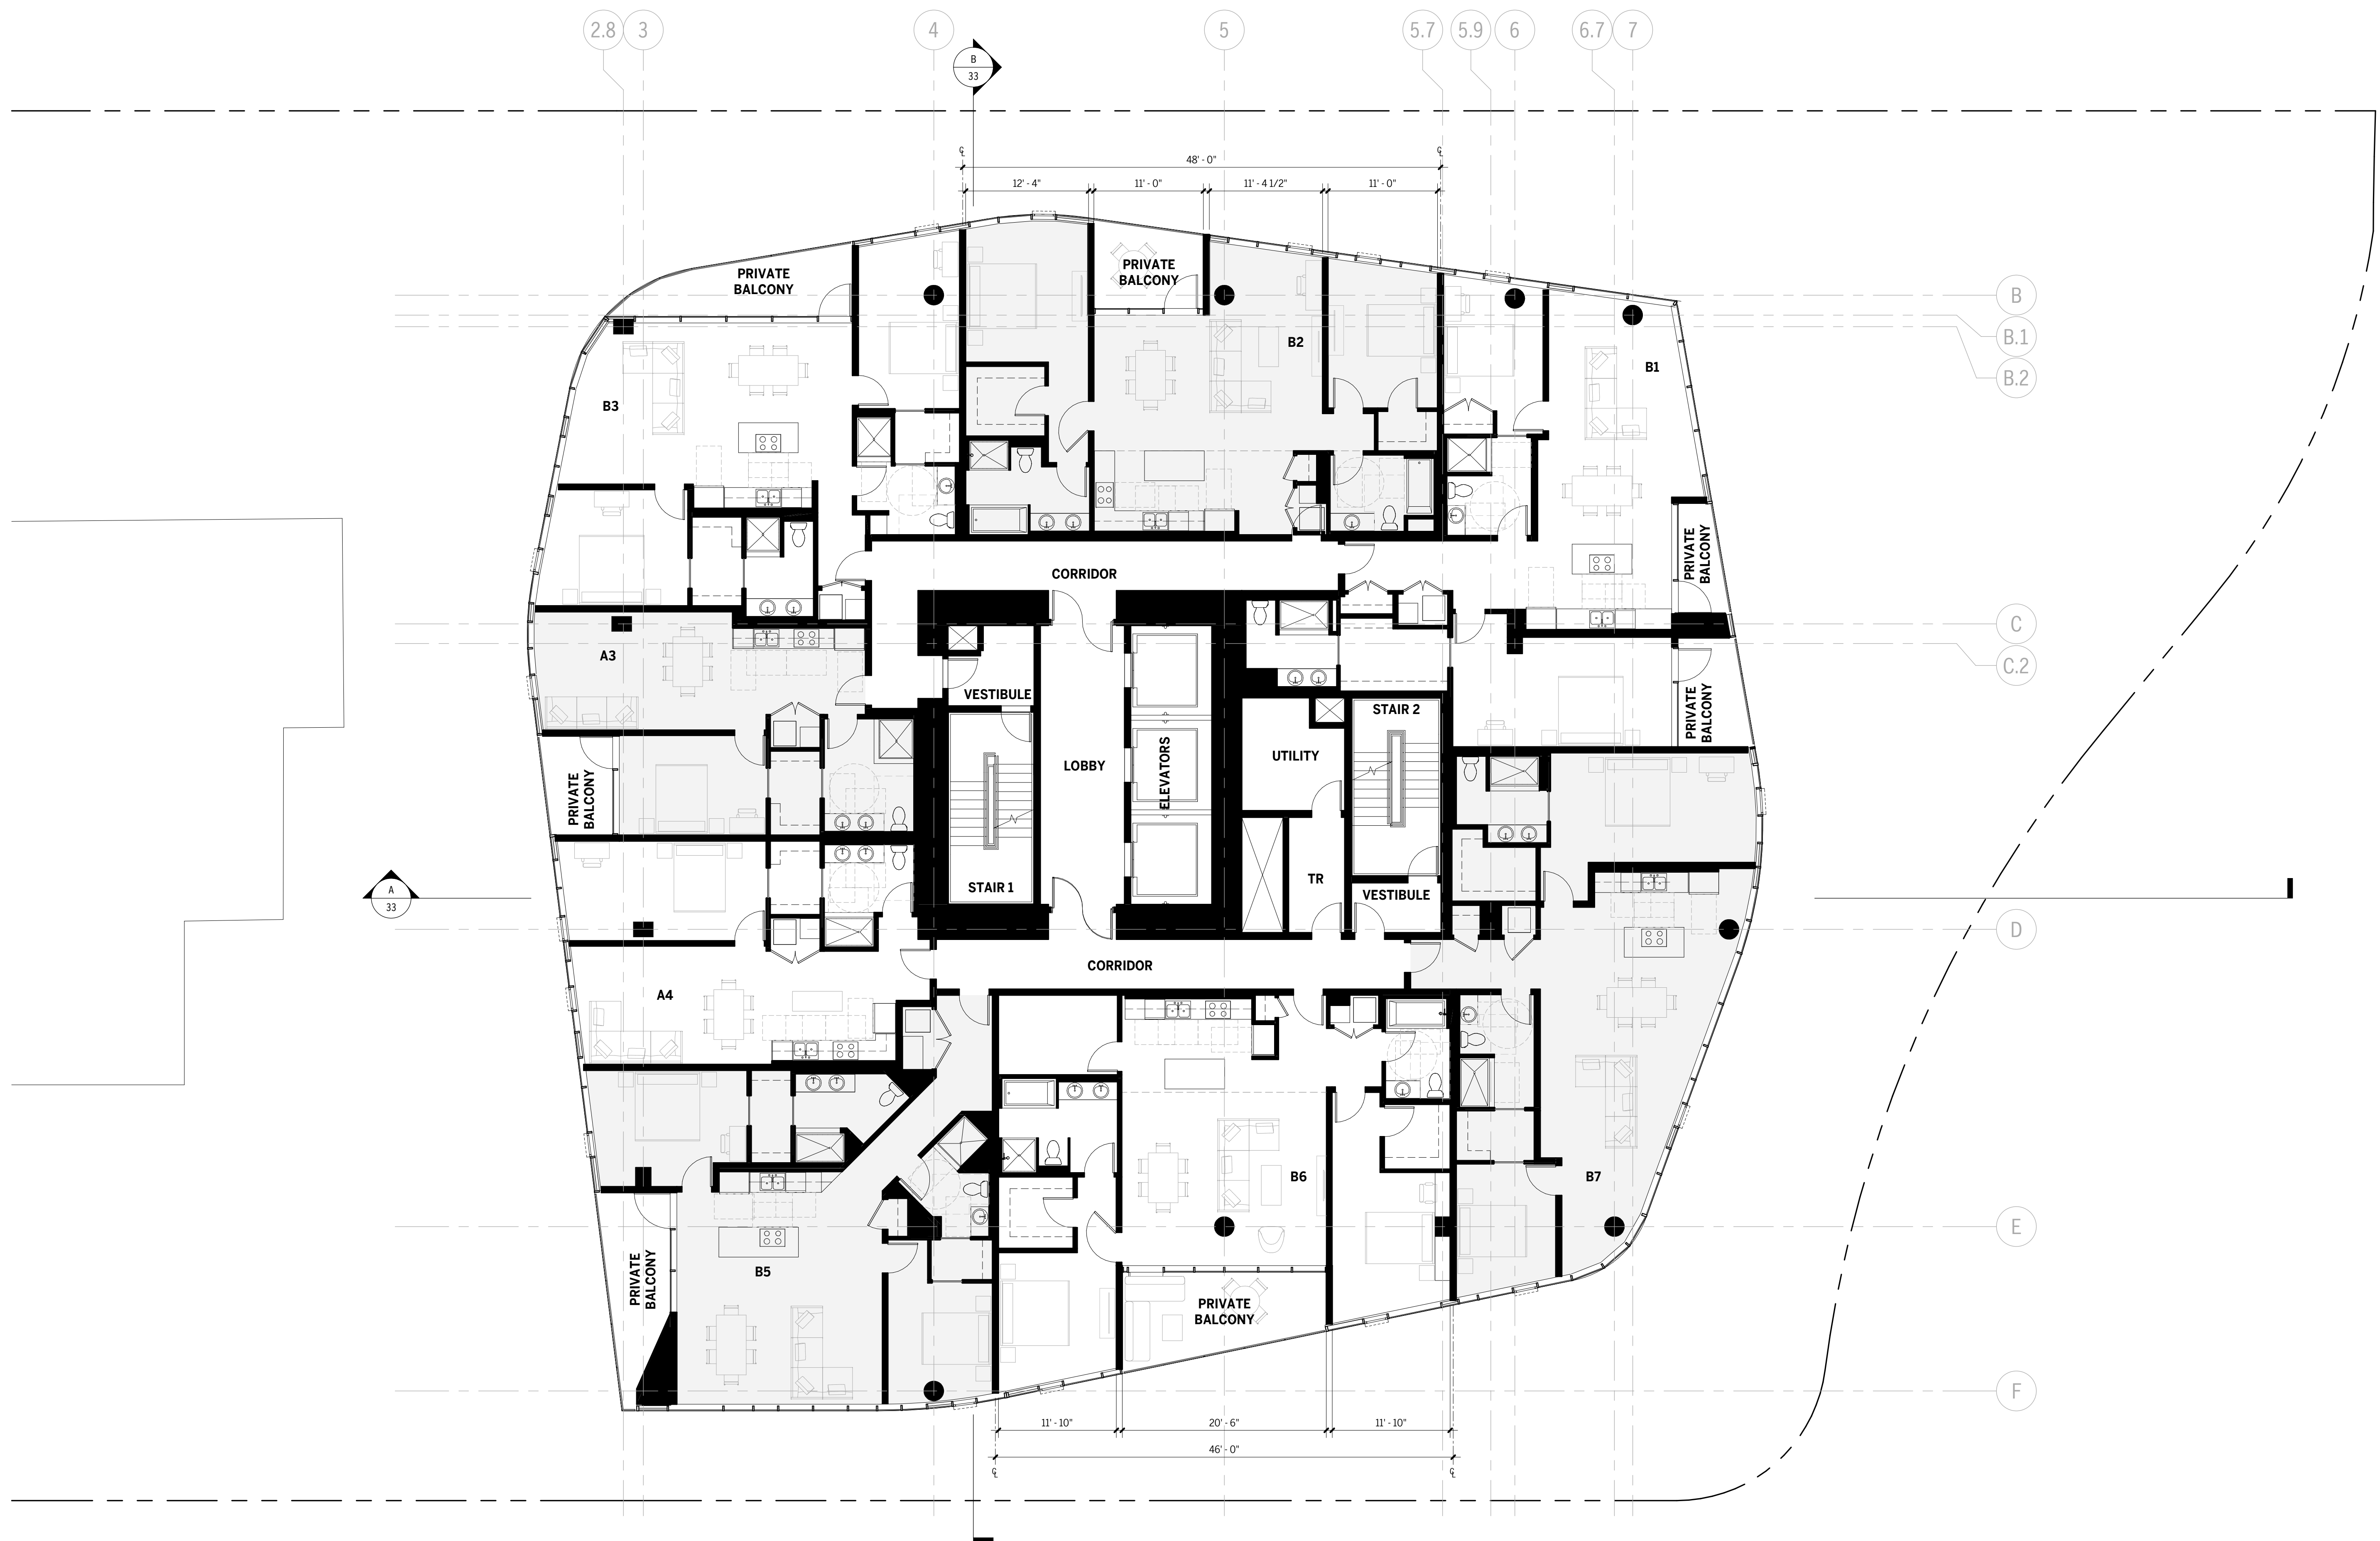 2.8 3 4 5 5.7 5.9 6 6.7 7
B
33
℄ ℄
48' - 0"
12' - 4" 11' - 0" 11' - 4 1/2" 11' - 0"
PRIVATE
BALCONY
PRIVATE
BALCONY
B
B.1
B.2
B2
B1
B3
PRIVATE
BALCONY
CORRIDOR
C
C.2
A3
VESTIBULE
STAIR 2
PRIVATE
BALCONY
LOBBY
ELEVATORS
UTILITY
PRIVATE
BALCONY
STAIR 1
TR
VESTIBULE
A
33
D
CORRIDOR
A4
B6
B7
E
B5
PRIVATE
BALCONY
PRIVATE
BALCONY
F
11' - 10" 20' - 6" 11' - 10"
46' - 0"
℄ ℄